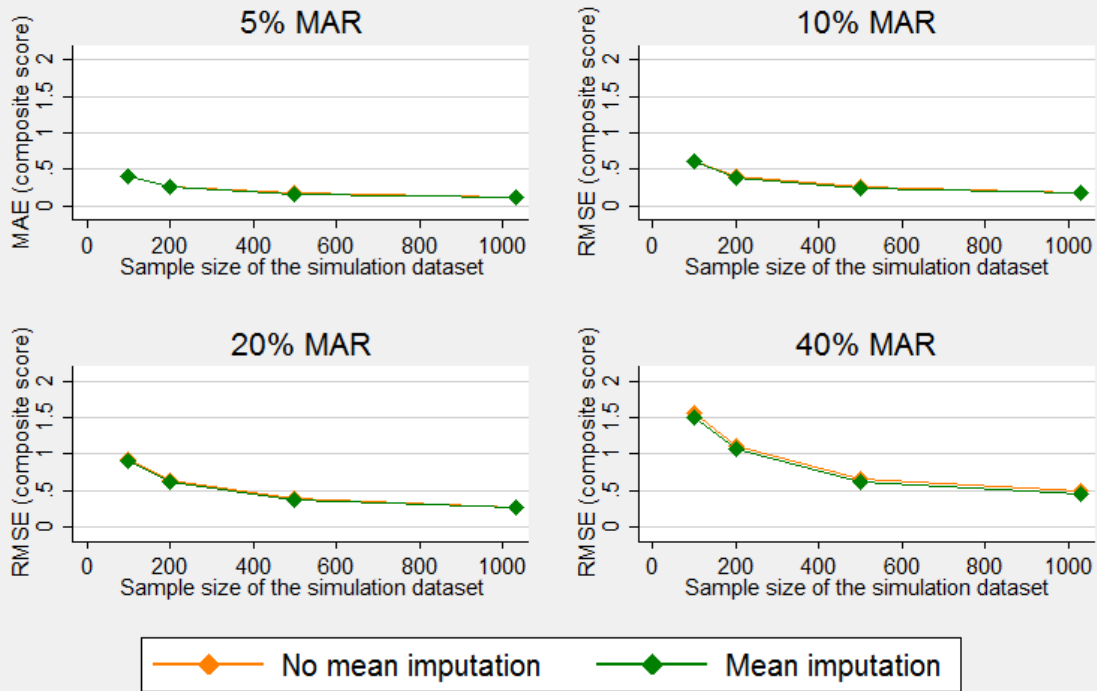 5% MAR
MAE (composite score)
2
1.5
1
.5
0
0 200 400 600 800 1000
Sample size of the simulation dataset
10% MAR
RMSE (composite score)
2
1.5
1
.5
0
0 200 400 600 800 1000
Sample size of the simulation dataset
20% MAR
RMSE (composite score)
2
1.5
1
.5
0
0 200 400 600 800 1000
Sample size of the simulation dataset
40% MAR
RMSE (composite score)
2
1.5
1
.5
0
0 200 400 600 800 1000
Sample size of the simulation dataset
No mean imputation Mean imputation